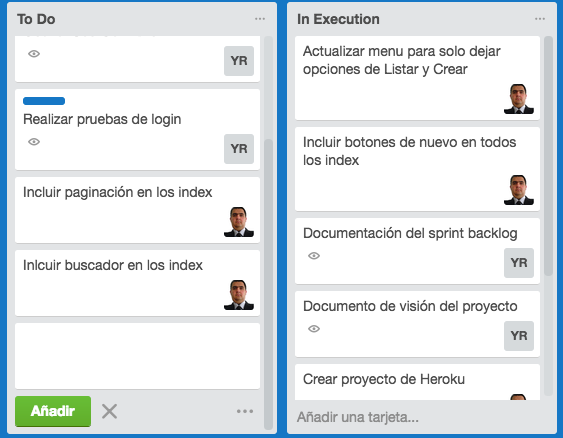 To Do
YR
Realizar pruebas de login
YR
Incluir paginación en los index
Inlcuir buscador en los index
Añadir
In Execution
Actualizar menu para solo dejar
opciones de Listar y Crear
Incluir botones de nuevo en todos
los index
Documentación del sprint backlog
YR
Documento de visión del proyecto
YR
Crear proyecto de Heroku
Añadir una tarjeta...